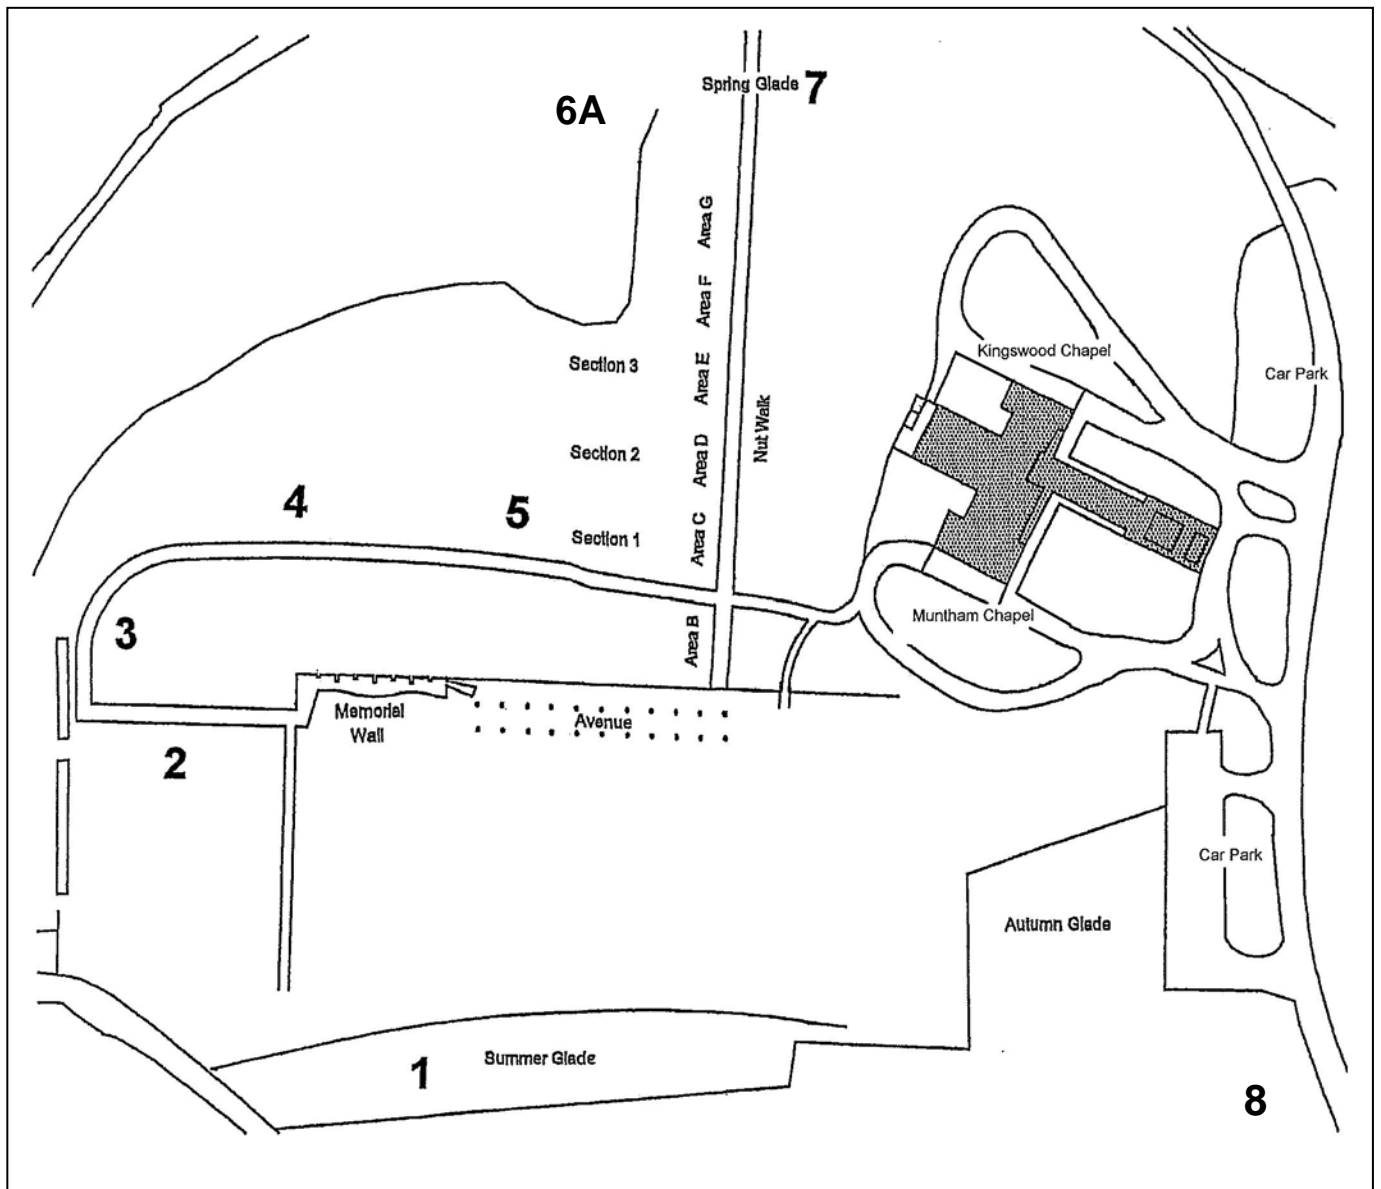 Spring Glade 7
6A
Area G
Area F
Kingswood Chapel
Section 3
Area E
Car Park
Nut Walk
Section 2
Area D
4
5
Section 1
Area C
Muntham Chapel
3
Area B
Memorial
Wall
Avenue
2
Car Park
Autumn Glade
Summer Glade
1
8